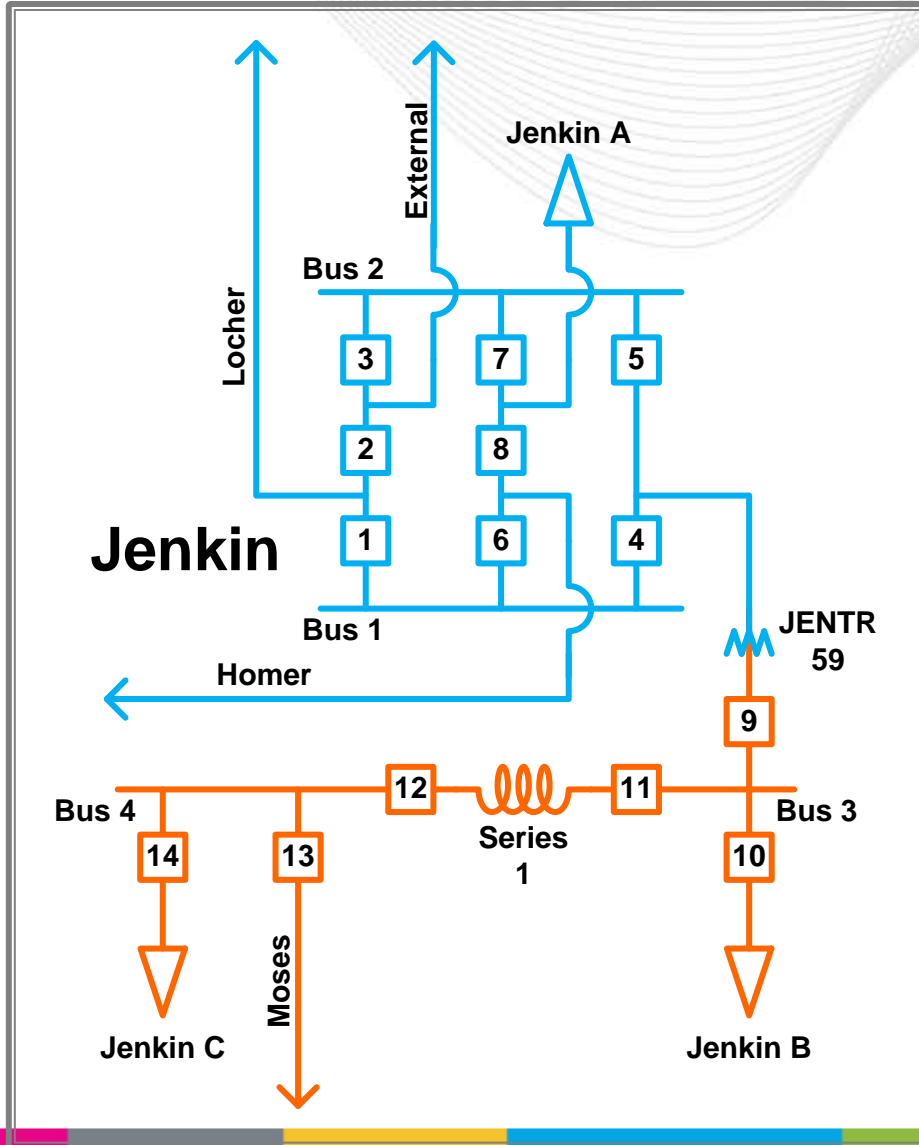 Locher
External
Jenkin A
Bus 2
3
7
5
2
8
Jenkin
1
6
4
Bus 1
JENTR
59
Homer
9
12
11
Bus 4
Bus 3
Series
1
14
13
10
Moses
Jenkin C
Jenkin B